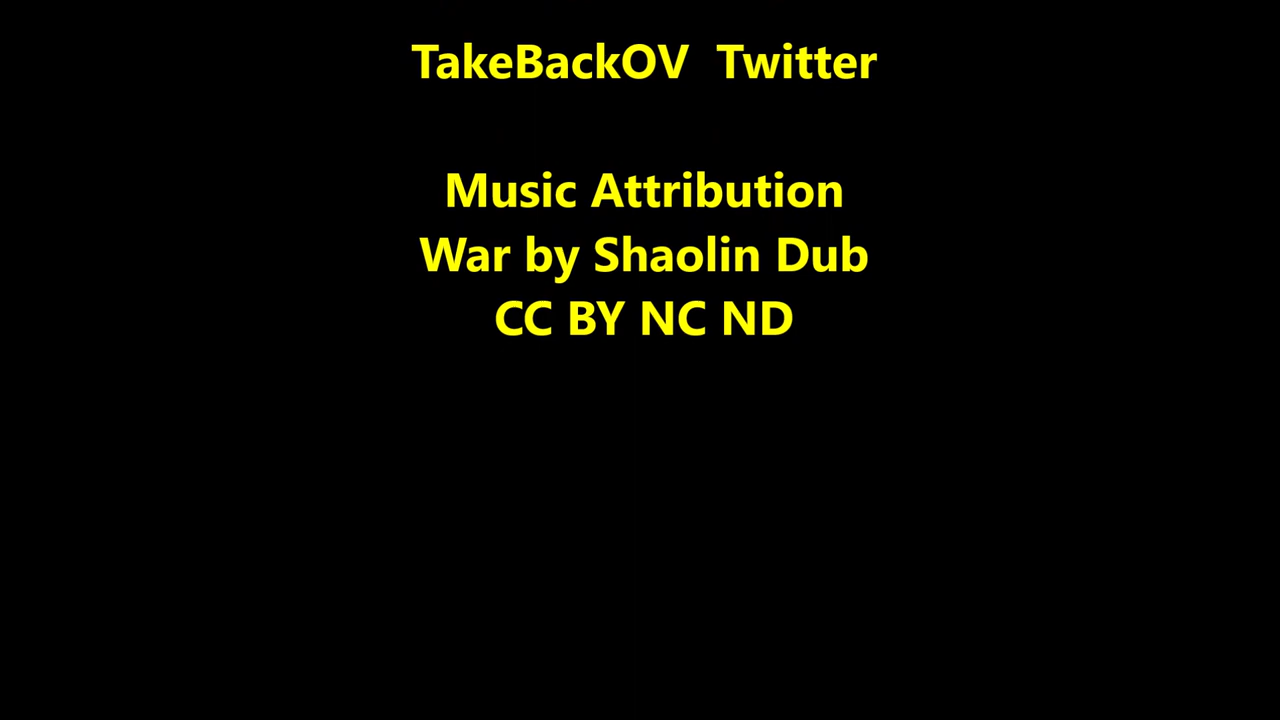 TakeBackOV Twitter
Music Attribution
War by Shaolin Dub
CC BY NC ND